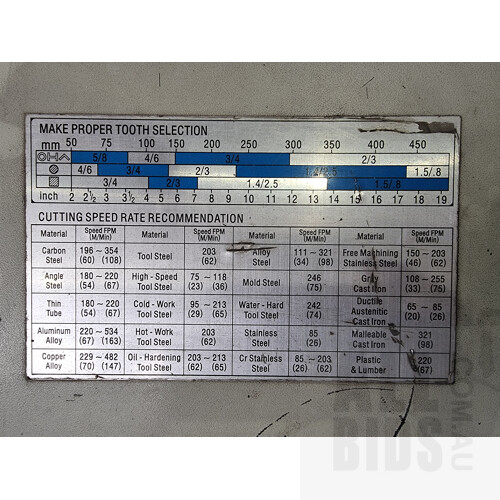 MAKE PROPER TOOTH SELECTION
mm 50 75 100 150 200 250 300 350 400 450
5/8 4/6 3/4 2/3
4/6 3/4 2/3 1.5/.8
3/4 2/3 1.4/2.5 1.5/.8
inch 2 2½ 3 3½ 4 5 6 7 8 9 10 11 12 13 14 15 16 17 18 19
CUTTING SPEED RATE RECOMMENDATION
Material Speed FPM (M/Min) Material Speed FPM (M/Min) Material Speed FPM (M/Min) Material Speed FPM (M/Min)
Carbon Steel 196 ~ 354 (60) (108) Tool Steel 203 (62) Alloy Steel 111 ~ 321 (34) (98) Free Machining Stainless Steel 150 ~ 203 (46) (62)
Angle Steel 180 ~ 220 (54) (67) High - Speed Tool Steel 75 ~ 118 (23) (36) Mold Steel 246 (75) Gray Cast Iron 108 ~ 255 (33) (75)
Thin Tube 180 ~ 220 (54) (67) Cold - Work Tool Steel 95 ~ 213 (29) (65) Water - Hard Tool Steel 242 (74) Ductile Austenitic Cast Iron 65 ~ 85 (20) (26)
Aluminum Alloy 220 ~ 534 (67) (163) Hot - Work Tool Steel 203 (62) Stainless Steel 85 (26) Malleable Cast Iron 321 (98)
Copper Alloy 229 ~ 482 (70) (147) Oil - Hardening Tool Steel 203 ~ 213 (62) (65) Cr Stainless Steel 85 ~ 203 (26) (62) Plastic & Lumber 220 (67)
ALL BIDS .COM.AU